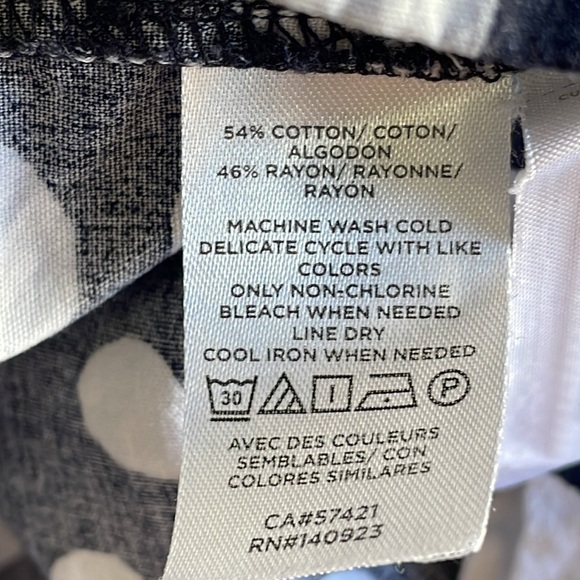 54% COTTON/ COTON/
ALGODON
46% RAYON/ RAYONNE/
RAYON
MACHINE WASH COLD
DELICATE CYCLE WITH LIKE
COLORS
ONLY NON-CHLORINE
BLEACH WHEN NEEDED
LINE DRY
COOL IRON WHEN NEEDED
30 P
AVEC DES COULEURS
SEMBLABLES/ CON
COLORES SIMILARES
CA#57421
RN#140923